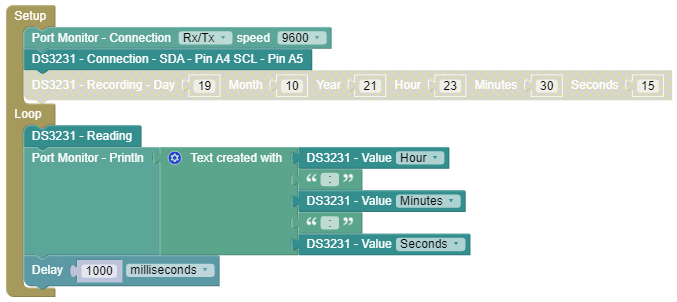 Setup
Port Monitor - Connection Rx/Tx speed 9600
DS3231 - Connection - SDA - Pin A4 SCL - Pin A5
DS3231 - Recording - Day 19 Month 10 Year 21 Hour 23 Minutes 30 Seconds 15
Loop
DS3231 - Reading
Port Monitor - Println Text created with DS3231 - Value Hour
“ : ”
DS3231 - Value Minutes
“ : ”
DS3231 - Value Seconds
Delay 1000 milliseconds